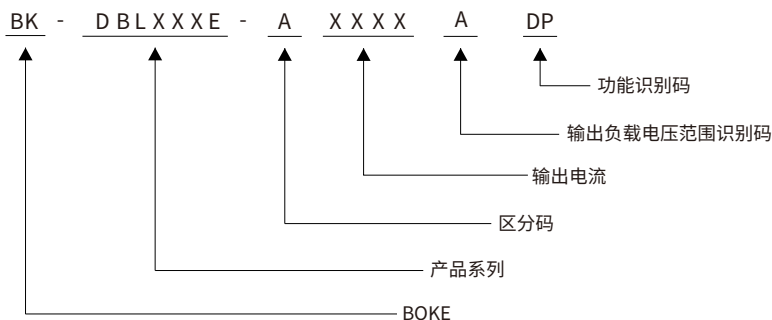 BK - DBLXXXE - A XXXX A DP
功能识别码
输出负载电压范围识别码
输出电流
区分码
产品系列
BOKE